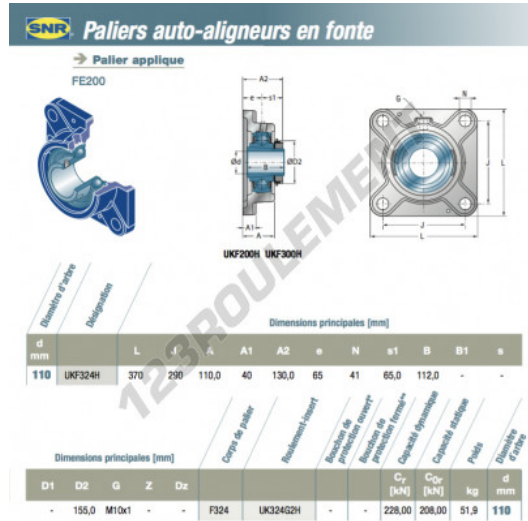 SNR Paliers auto-aligneurs en fonte
Palier applique
FE200
A2
e s1
Ød
B
ØD2
A1
A
G
N
J
L
J
L
UKF200H UKF300H
123ROULEMENT
Diamètre d'arbre
Désignation
Dimensions principales [mm]
d
mm
L J A A1 A2 e N s1 B B1 s
110 UKF324H 370 290 110,0 40 130,0 65 41 65,0 112,0 - -
Dimensions principales [mm]
Corps de palier
Roulement-insert
Bouchon de protection ouvert*
Bouchon de protection fermé**
Capacité dynamique
Capacité statique
Poids
Diamètre d'arbre
D1 D2 G Z Dz
Cr
[kN]
C0r
[kN]
kg
d
mm
- 155,0 M10x1 - - F324 UK324G2H - - 228,00 208,00 51,9 110